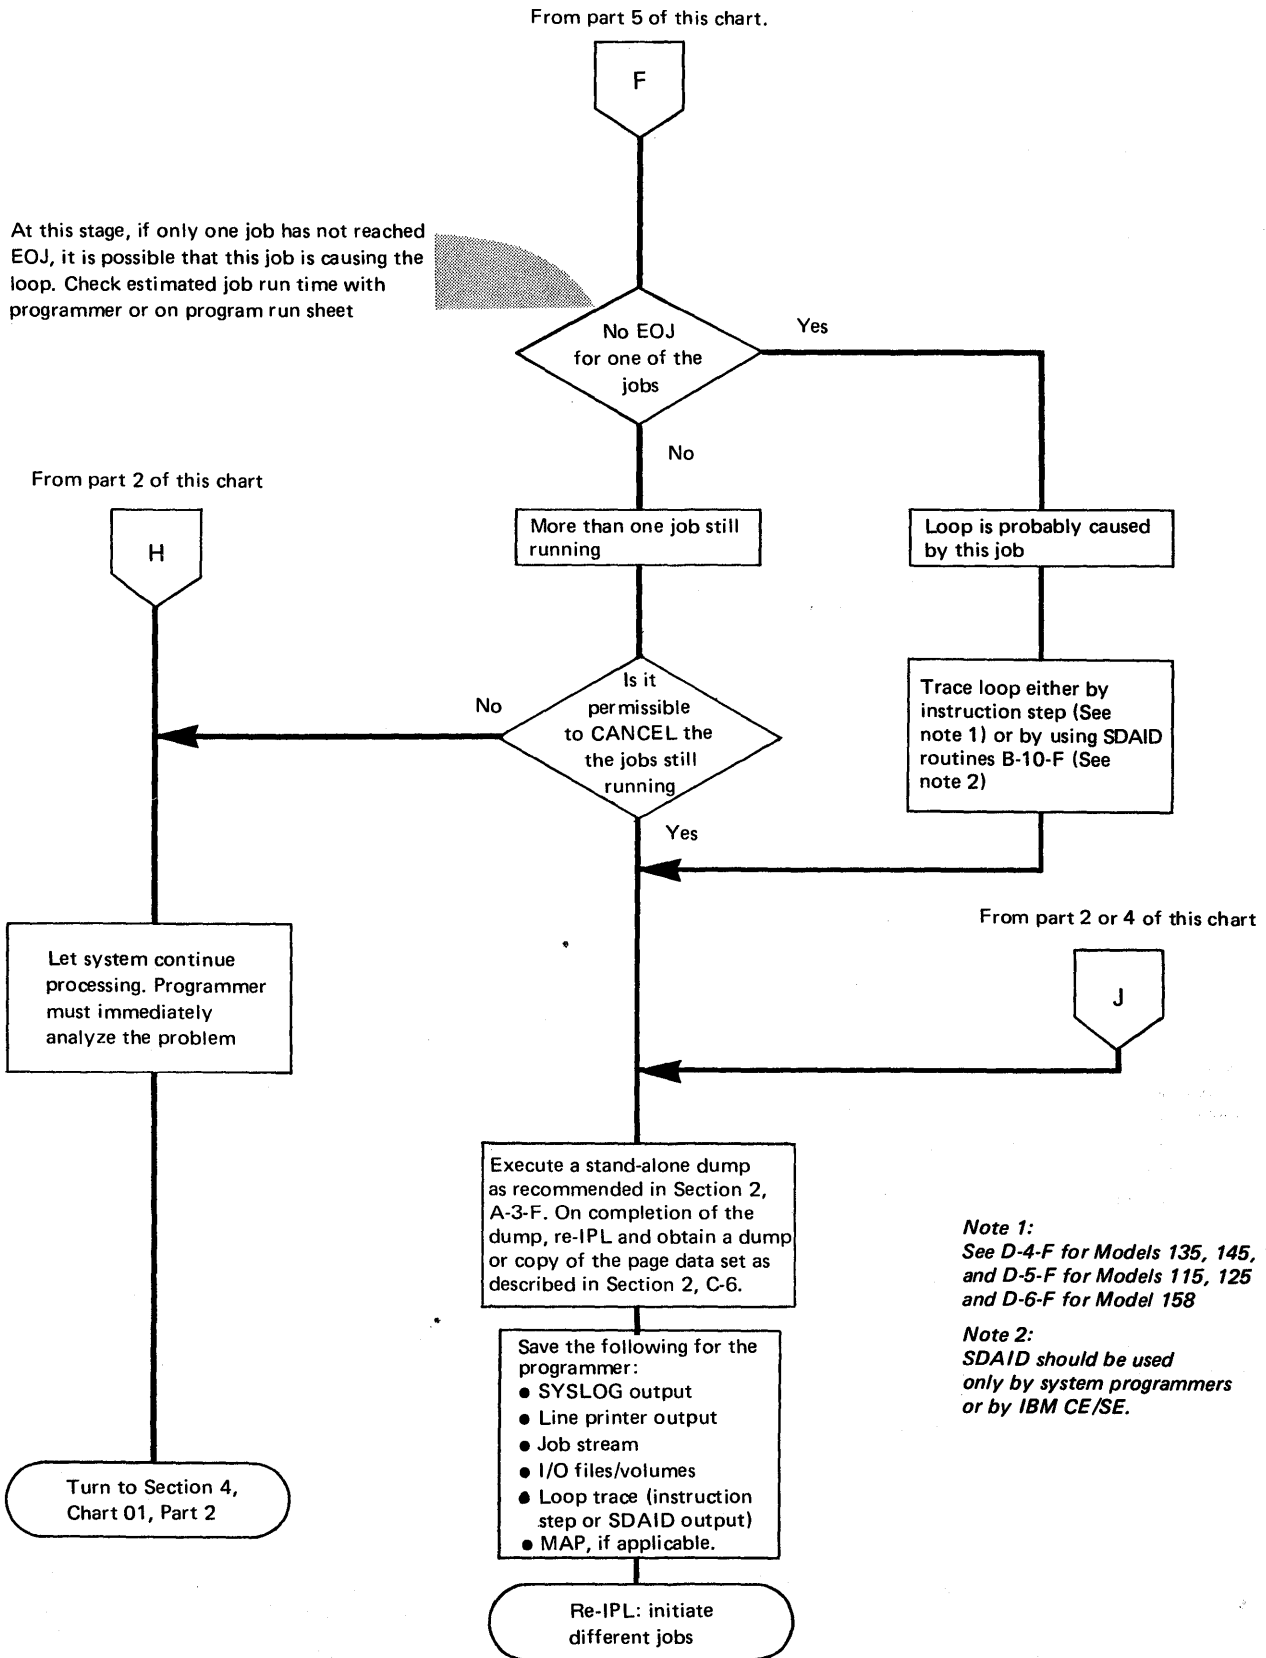 From part 5 of this chart.
F
At this stage, if only one job has not reached
EOJ, it is possible that this job is causing the
loop. Check estimated job run time with
programmer or on program run sheet
No EOJ
for one of the
jobs
Yes
No
From part 2 of this chart
H
More than one job still
running
Loop is probably caused
by this job
Is it
permissible
to CANCEL the
the jobs still
running
No
Yes
Trace loop either by
instruction step (See
note 1) or by using SDAID
routines B-10-F (See
note 2)
From part 2 or 4 of this chart
J
Let system continue
processing. Programmer
must immediately
analyze the problem
Execute a stand-alone dump
as recommended in Section 2,
A-3-F. On completion of the
dump, re-IPL and obtain a dump
or copy of the page data set as
described in Section 2, C-6.
Note 1:
See D-4-F for Models 135, 145,
and D-5-F for Models 115, 125
and D-6-F for Model 158
Note 2:
SDAID should be used
only by system programmers
or by IBM CE/SE.
Save the following for the
programmer:
● SYSLOG output
● Line printer output
● Job stream
● I/O files/volumes
● Loop trace (instruction
step or SDAID output)
● MAP, if applicable.
Turn to Section 4,
Chart 01, Part 2
Re-IPL: initiate
different jobs